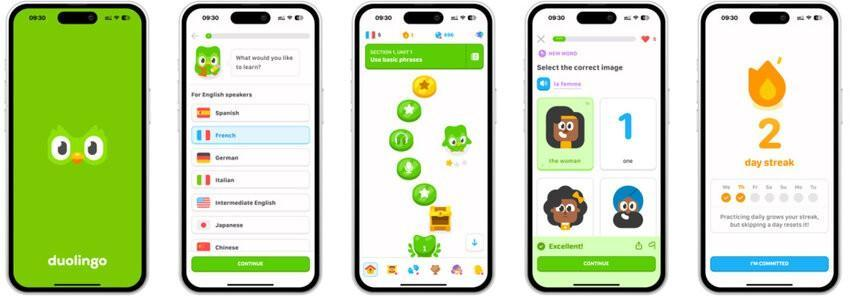 duolingo
09:30
What would you like
to learn?
For English speakers
Spanish
French
German
Italian
Intermediate English
Japanese
Chinese
CONTINUE
09:30
5
1
496
SECTION 1, UNIT 1
Use basic phrases
1
09:30
5
NEW WORD
Select the correct image
la femme
the woman
1
one
Excellent!
CONTINUE
09:30
2
day streak
We Th Fr Sa Su Mo Tu
Practicing daily grows your streak,
but skipping a day resets it!
I'M COMMITTED